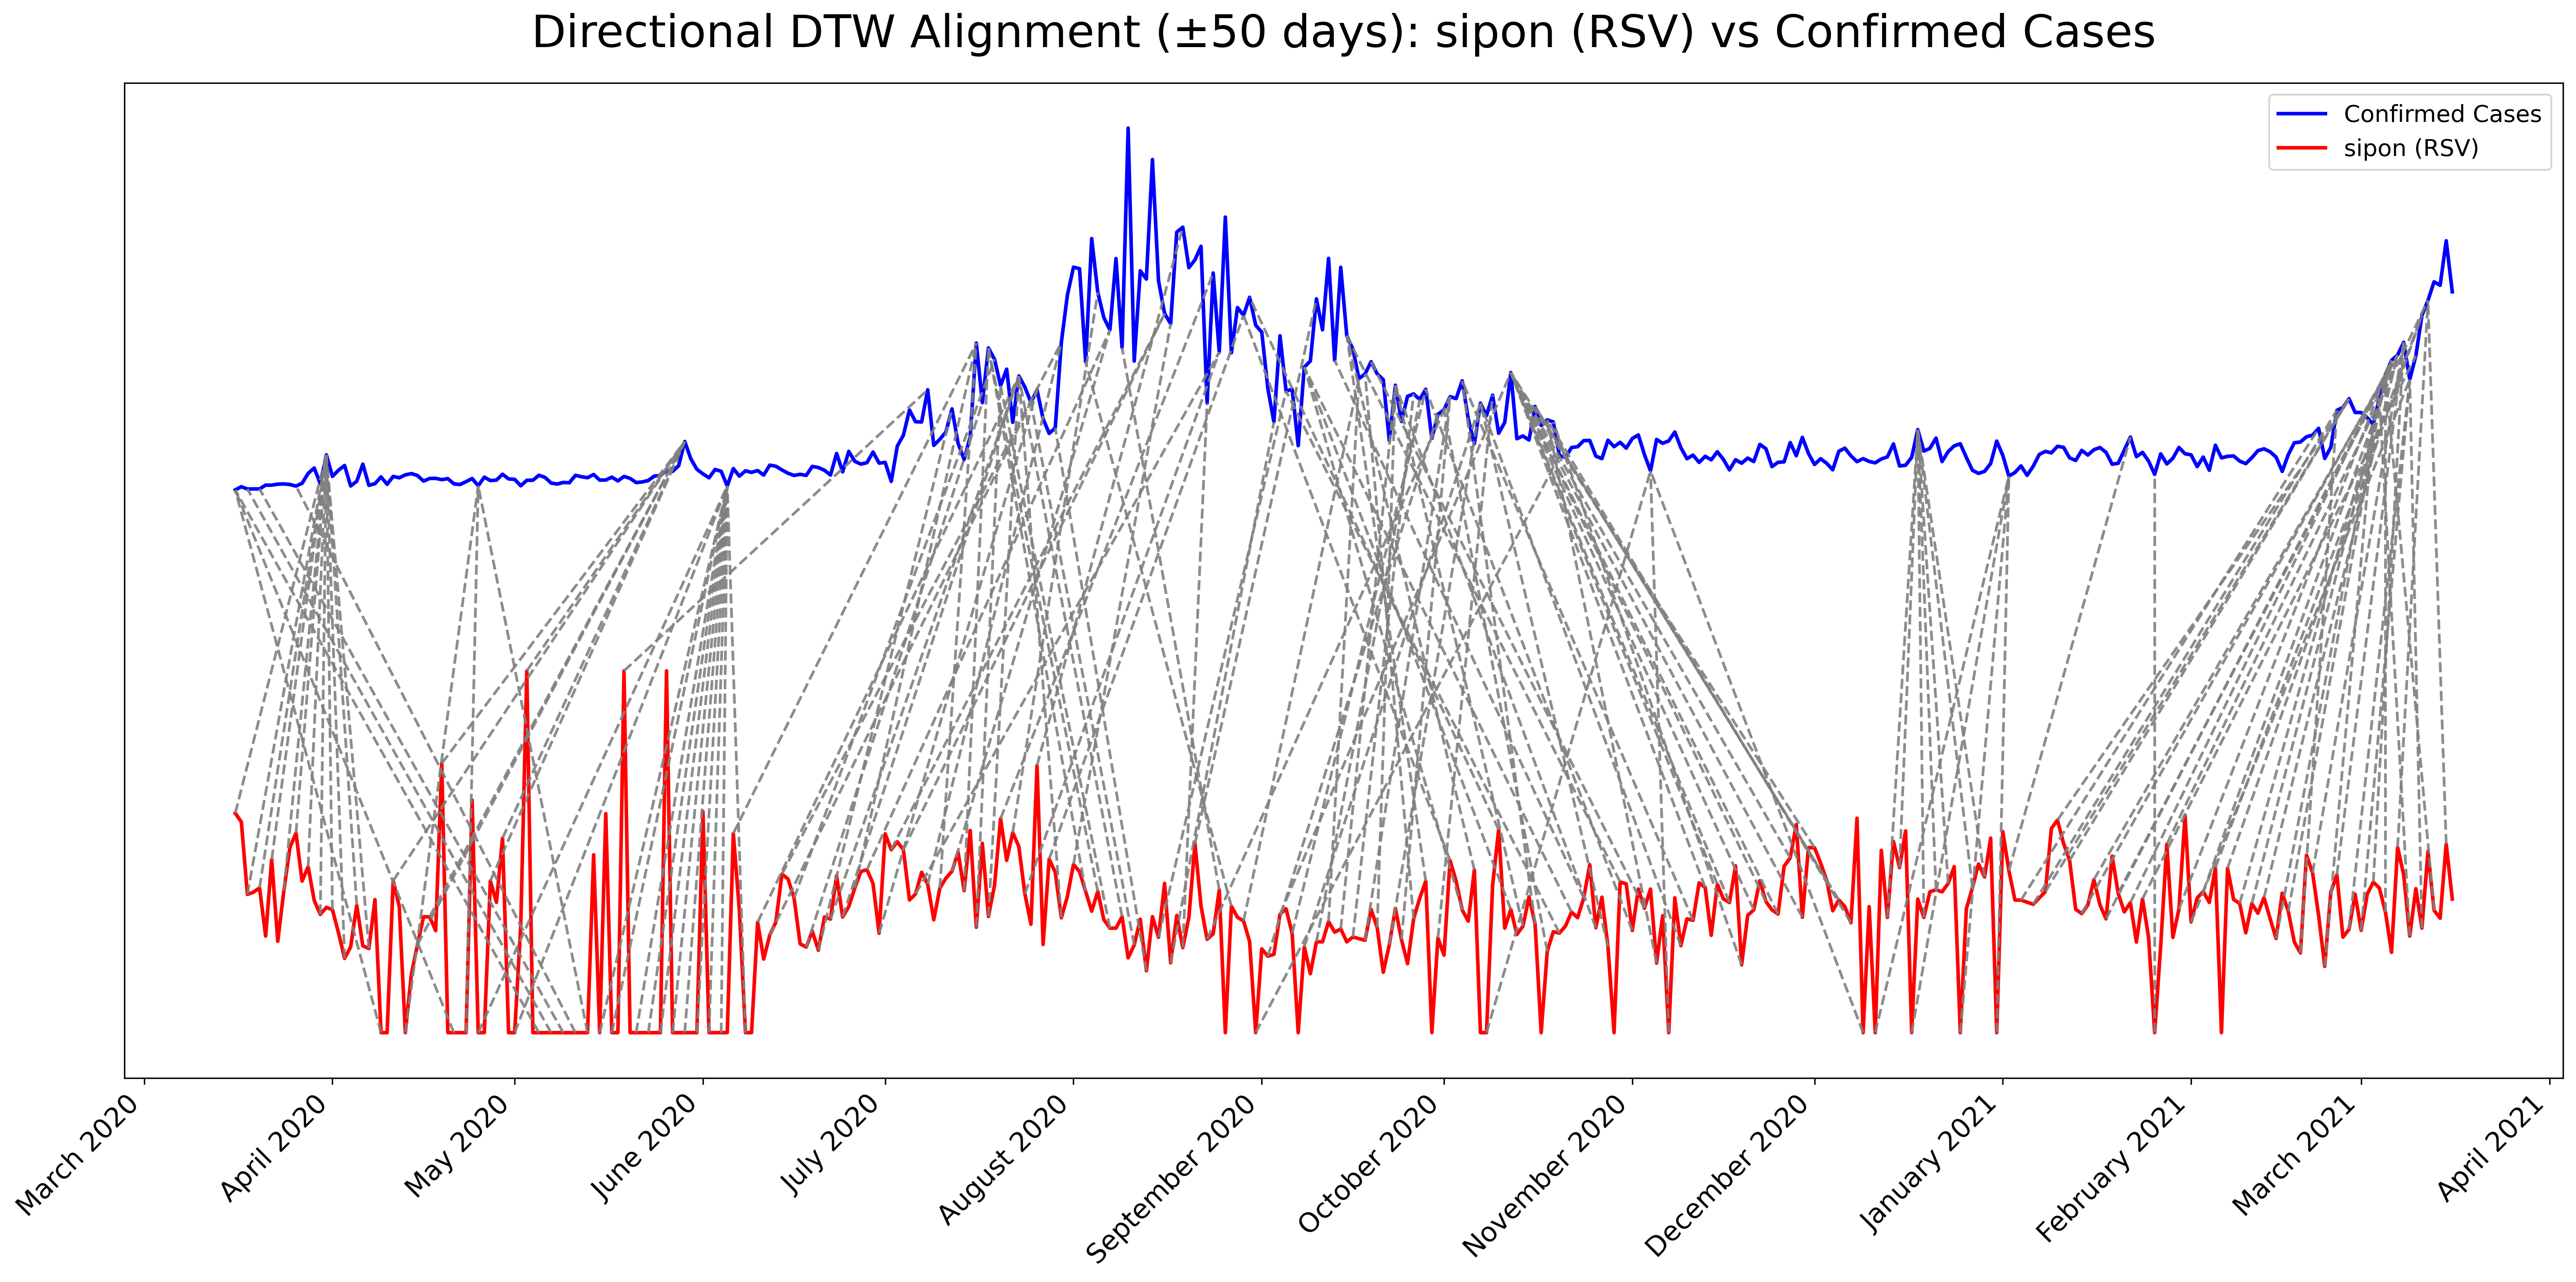 Directional DTW Alignment (±50 days): sipon (RSV) vs Confirmed Cases
Confirmed Cases
sipon (RSV)
March 2020
April 2020
May 2020
June 2020
July 2020
August 2020
September 2020
October 2020
November 2020
December 2020
January 2021
February 2021
March 2021
April 2021